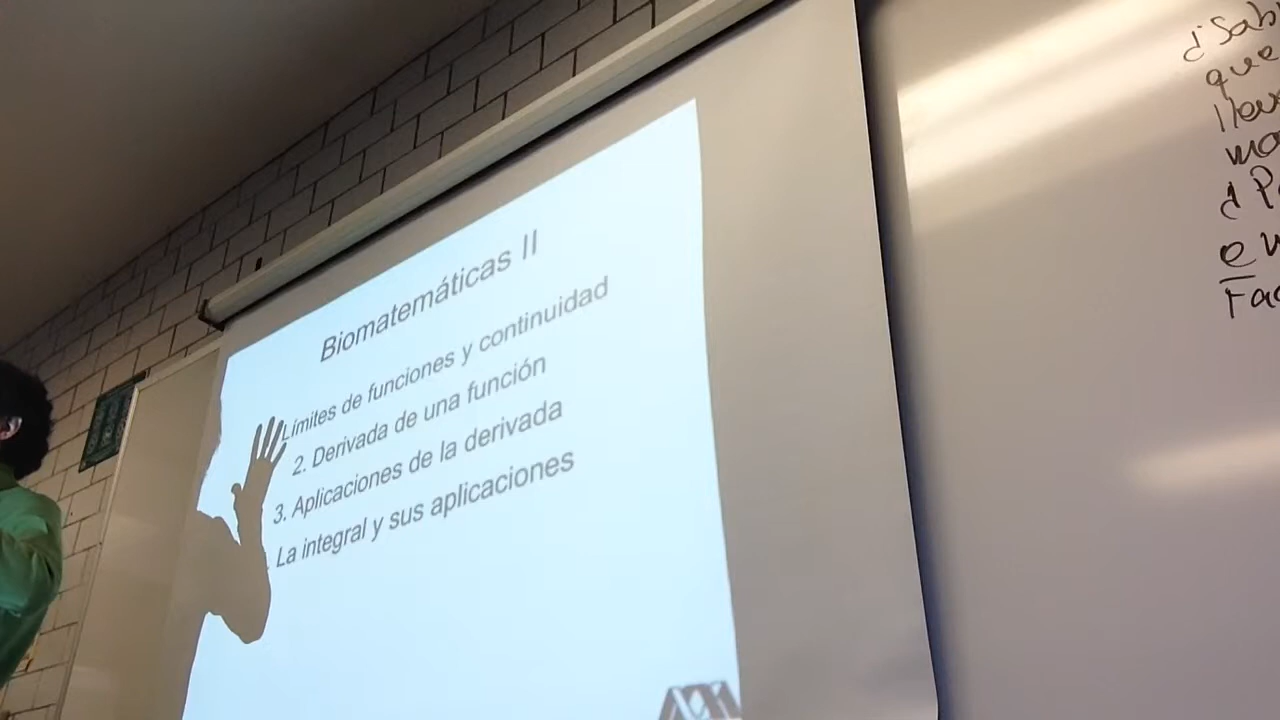 Biomatemáticas II
Límites de funciones y continuidad
2. Derivada de una función
3. Aplicaciones de la derivada
. La integral y sus aplicaciones
que